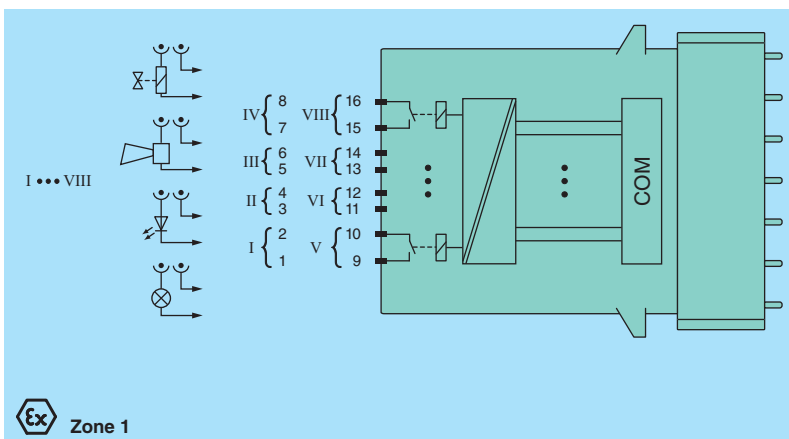 I ••• VIII
IV { 8 7
VIII { 16 15
III { 6 5
VII { 14 13
II { 4 3
VI { 12 11
I { 2 1
V { 10 9
COM
Ex Zone 1